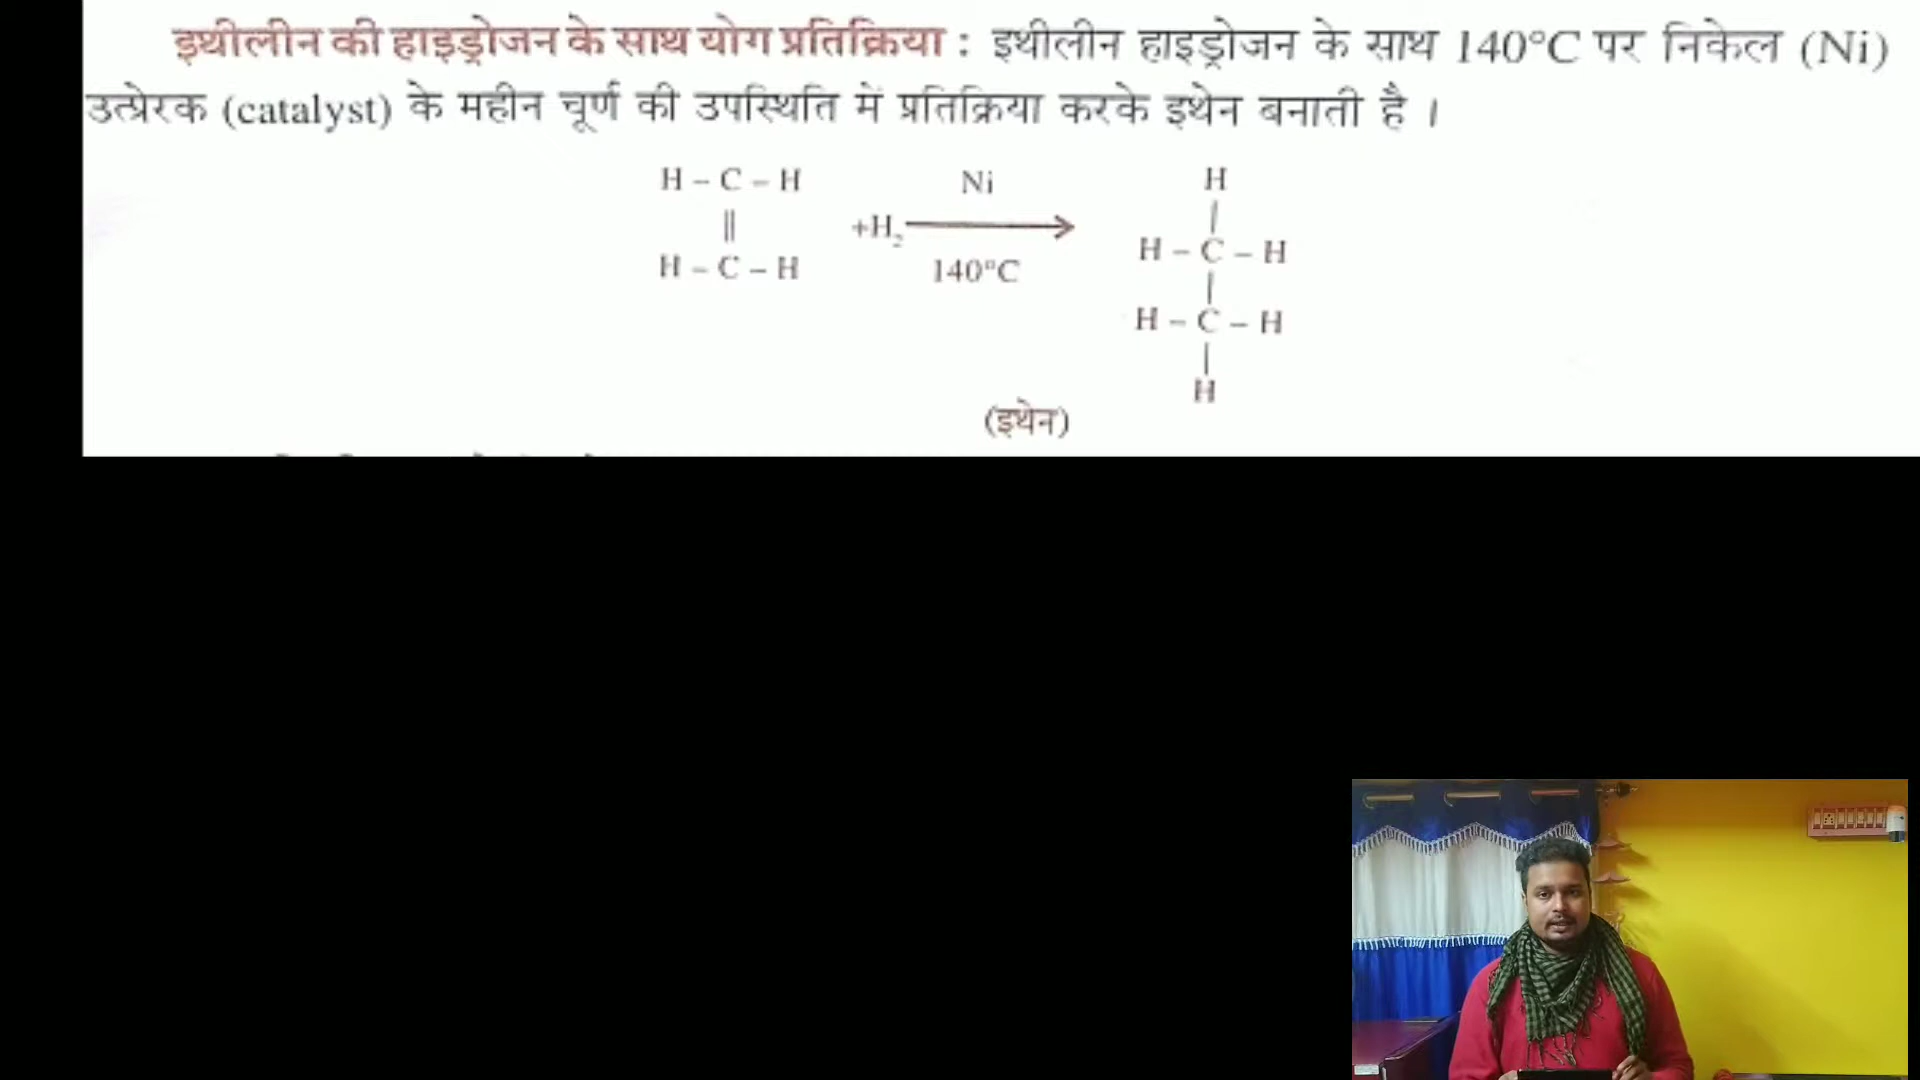 इथीलीन की हाइड्रोजन के साथ योग प्रतिक्रिया : इथीलीन हाइड्रोजन के साथ 140°C पर निकेल (Ni)
उत्प्रेरक (catalyst) के महीन चूर्ण की उपस्थिति में प्रतिक्रिया करके इथेन बनाती है ।
H – C – H
||
H – C – H
+H₂
Ni
140°C
H
|
H – C – H
|
H – C – H
|
H
(इथेन)